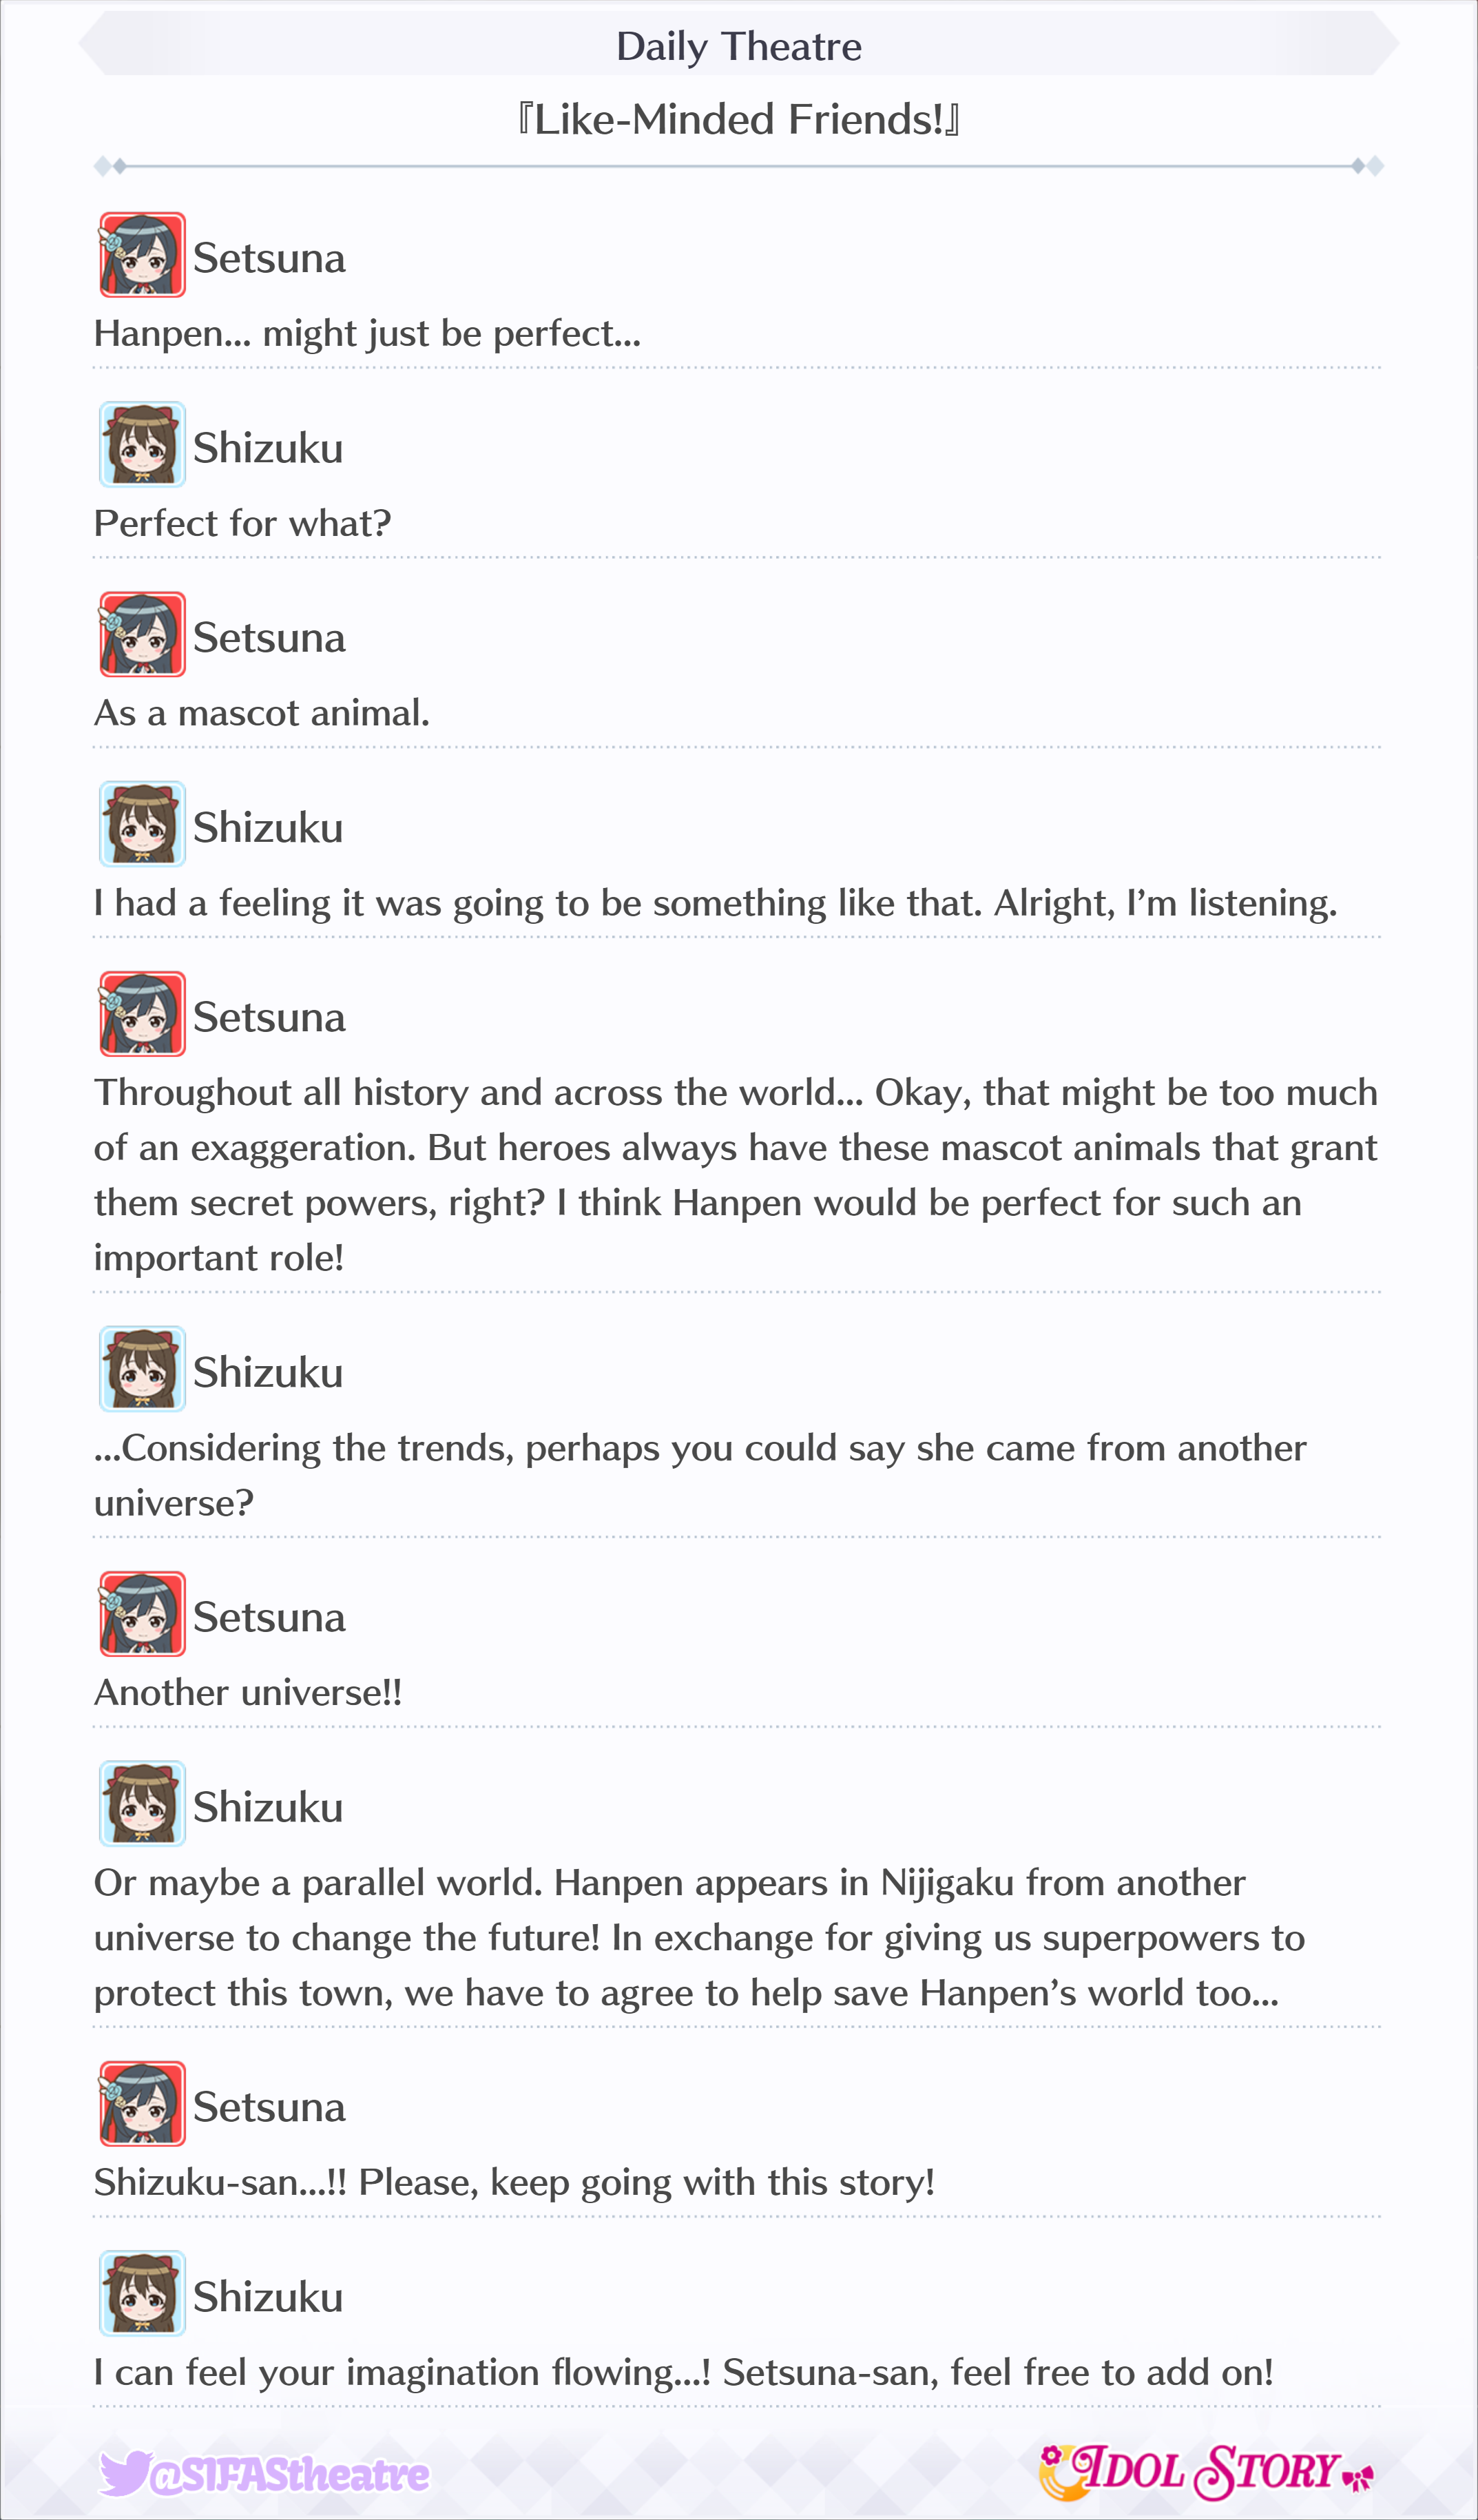 Daily Theatre
『Like-Minded Friends!』
Setsuna
Hanpen... might just be perfect...
Shizuku
Perfect for what?
Setsuna
As a mascot animal.
Shizuku
I had a feeling it was going to be something like that. Alright, I’m listening.
Setsuna
Throughout all history and across the world... Okay, that might be too much
of an exaggeration. But heroes always have these mascot animals that grant
them secret powers, right? I think Hanpen would be perfect for such an
important role!
Shizuku
...Considering the trends, perhaps you could say she came from another
universe?
Setsuna
Another universe!!
Shizuku
Or maybe a parallel world. Hanpen appears in Nijigaku from another
universe to change the future! In exchange for giving us superpowers to
protect this town, we have to agree to help save Hanpen’s world too...
Setsuna
Shizuku-san...!! Please, keep going with this story!
Shizuku
I can feel your imagination flowing...! Setsuna-san, feel free to add on!
@SIFAStheatre
IDOL STORY